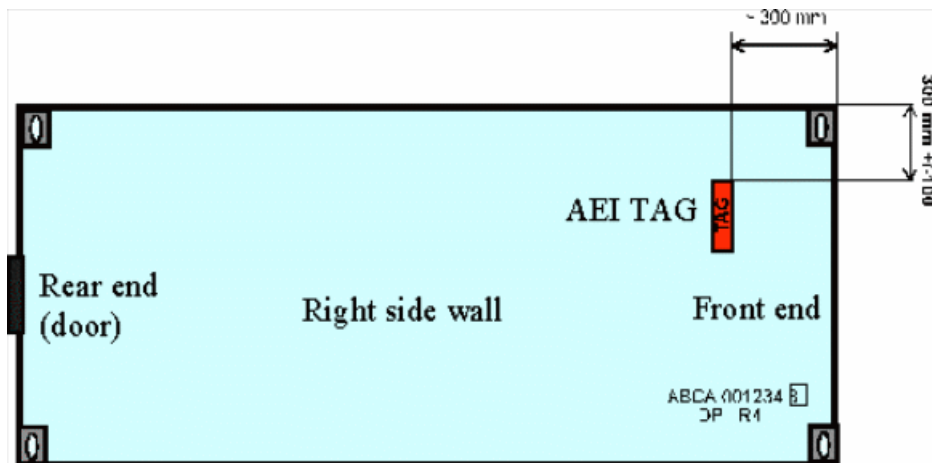 ~ 300 mm
300 mm +/-100
TAG
AEI TAG
Rear end
(door)
Right side wall
Front end
ABCA 001234 3
DP R4